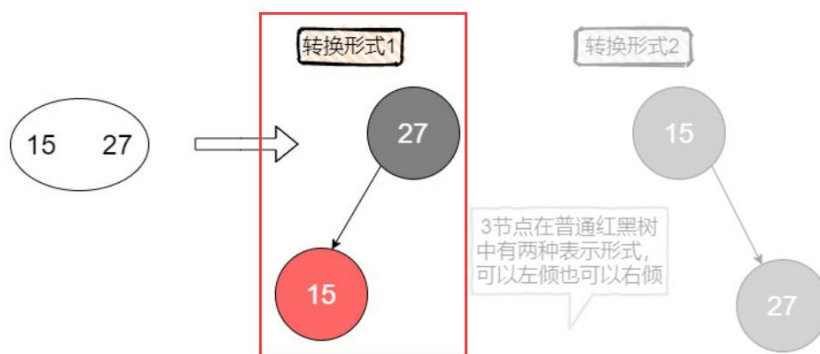 转换形式1
转换形式2
15 27
27
15
15
27
3节点在普通红黑树
中有两种表示形式，
可以左倾也可以右倾